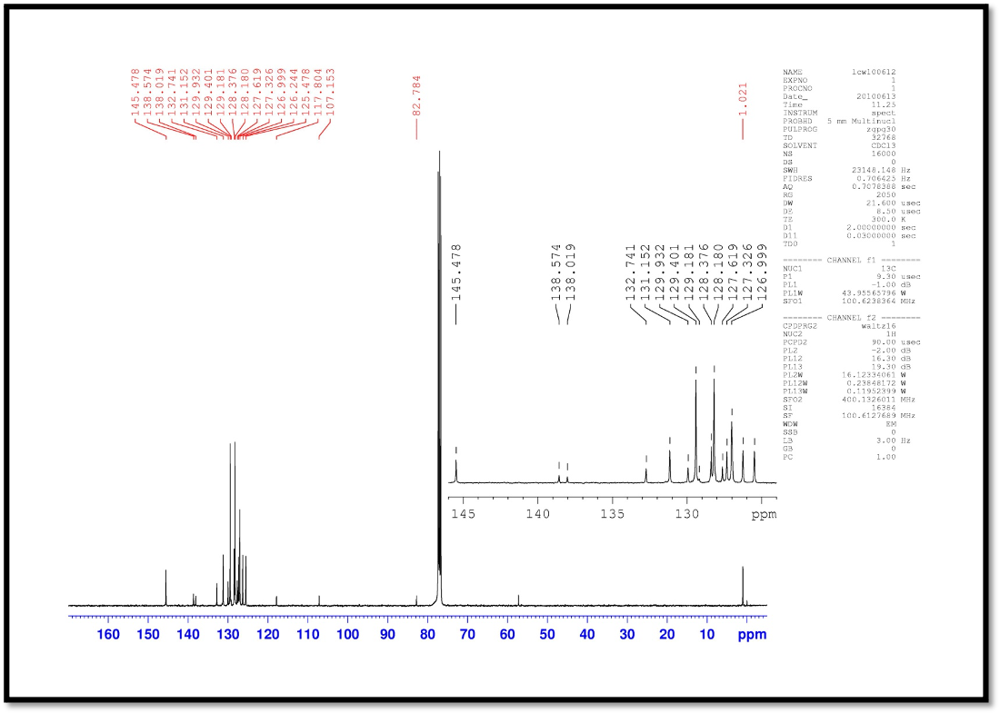 145.478
138.574
138.019
132.741
131.152
129.932
129.401
129.181
128.376
128.180
127.619
127.326
126.999
126.244
125.478
117.804
107.153
82.784
1.021
NAME lcw100612
EXPNO 1
PROCNO 1
Date_ 20100613
Time 11.25
INSTRUM spect
PROBHD 5 mm Multinucl
PULPROG zgpg30
TD 32768
SOLVENT CDCl3
NS 16000
DS 0
SWH 23148.148 Hz
FIDRES 0.706425 Hz
AQ 0.7078388 sec
RG 2050
DW 21.600 usec
DE 8.50 usec
TE 300.0 K
D1 2.00000000 sec
D11 0.03000000 sec
TD0 1
======== CHANNEL f1 ========
NUC1 13C
P1 9.30 usec
PL1 -1.00 dB
PL1W 43.95565796 W
SFO1 100.6238364 MHz
======== CHANNEL f2 ========
CPDPRG2 waltz16
NUC2 1H
PCPD2 90.00 usec
PL2 -2.00 dB
PL12 16.30 dB
PL13 19.30 dB
PL2W 16.12334061 W
PL12W 0.23848172 W
PL13W 0.11952399 W
SFO2 400.1326011 MHz
SI 16384
SF 100.6127689 MHz
WDW EM
SSB 0
LB 3.00 Hz
GB 0
PC 1.00
145.478
138.574
138.019
132.741
131.152
129.932
129.401
129.181
128.376
128.180
127.619
127.326
126.999
145 140 135 130 ppm
160 150 140 130 120 110 100 90 80 70 60 50 40 30 20 10 ppm